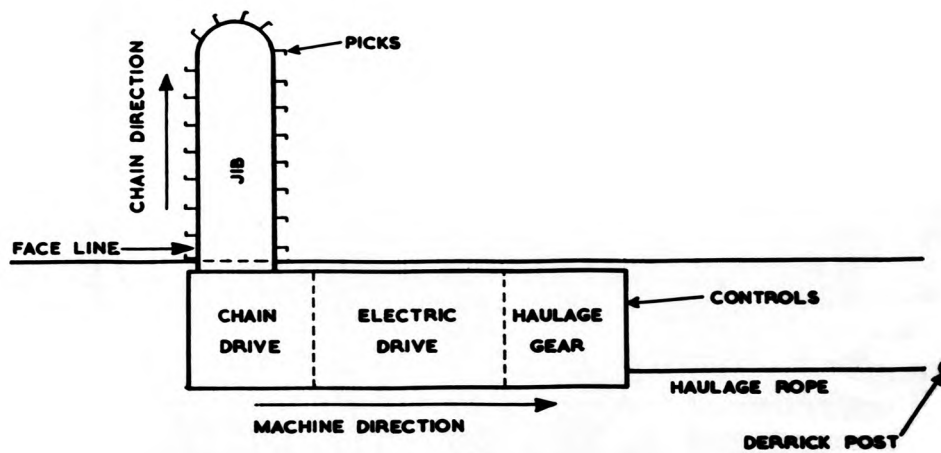 PICKS
CHAIN DIRECTION
JIB
FACE LINE
CHAIN
DRIVE
ELECTRIC
DRIVE
HAULAGE
GEAR
CONTROLS
HAULAGE ROPE
MACHINE DIRECTION
DERRICK POST